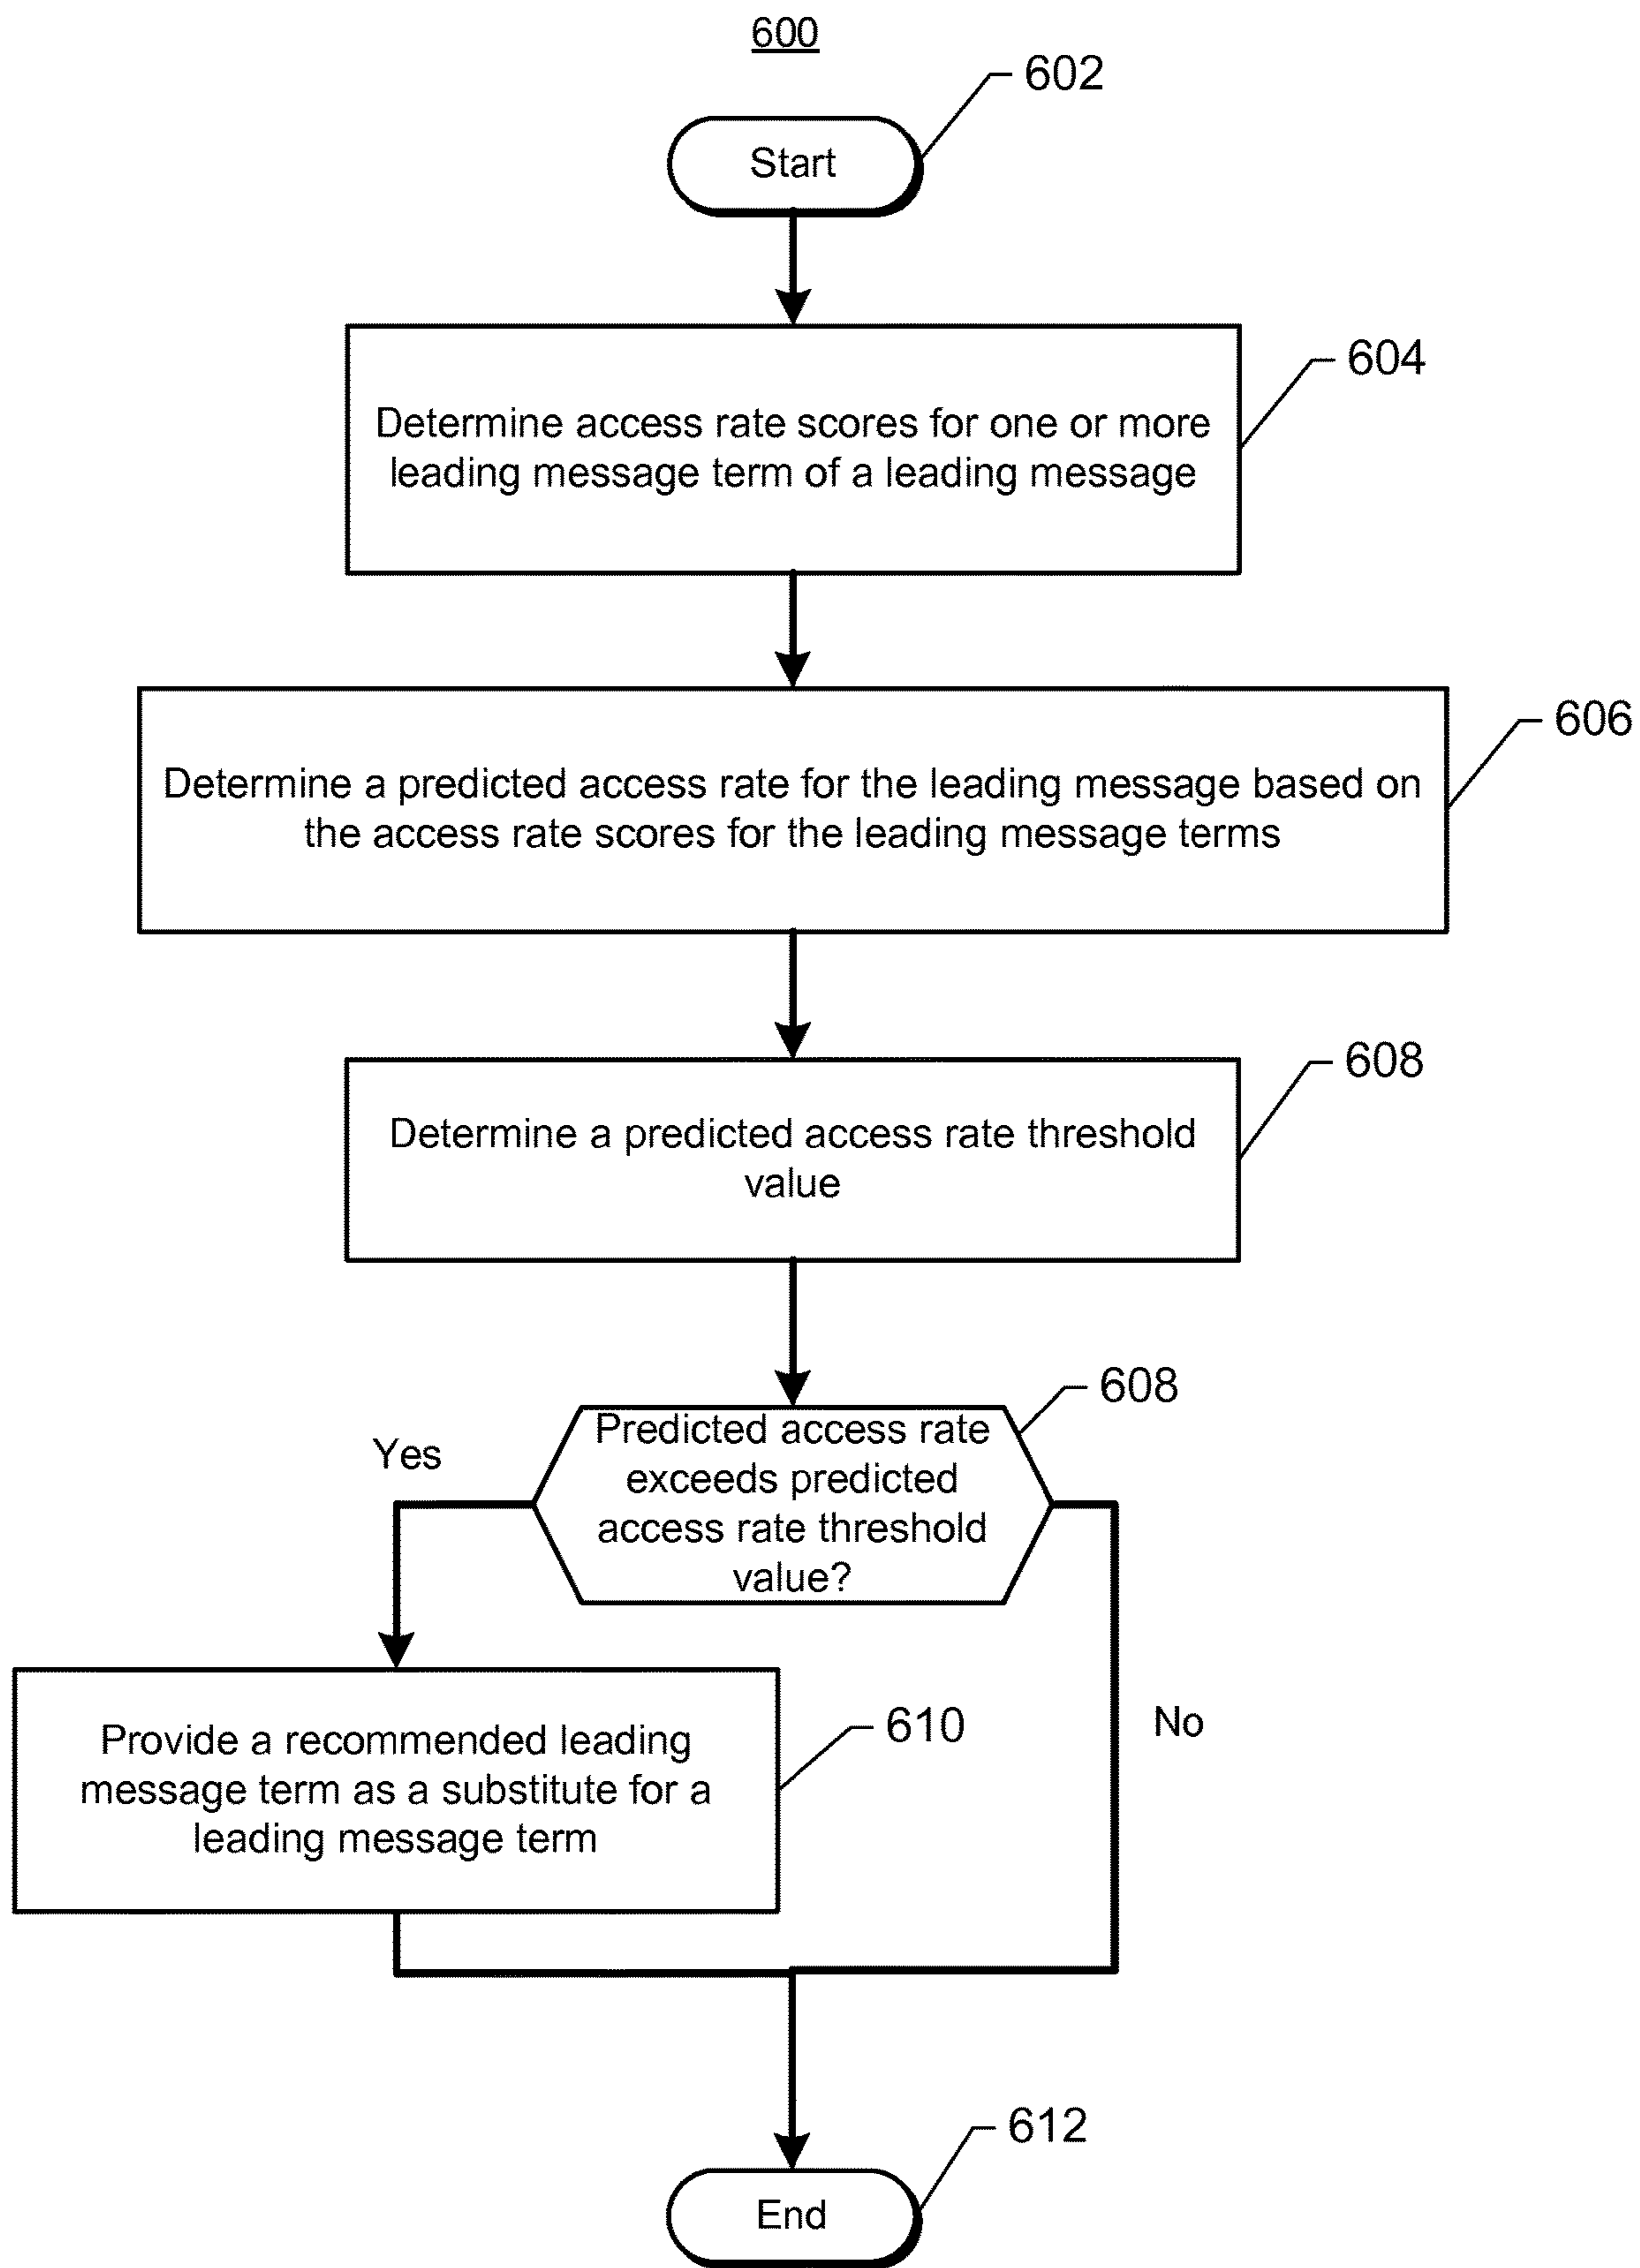 600
602
Start
604
Determine access rate scores for one or more
leading message term of a leading message
606
Determine a predicted access rate for the leading message based on
the access rate scores for the leading message terms
608
Determine a predicted access rate threshold
value
608
Predicted access rate
exceeds predicted
access rate threshold
value?
Yes
No
610
Provide a recommended leading
message term as a substitute for a
leading message term
612
End